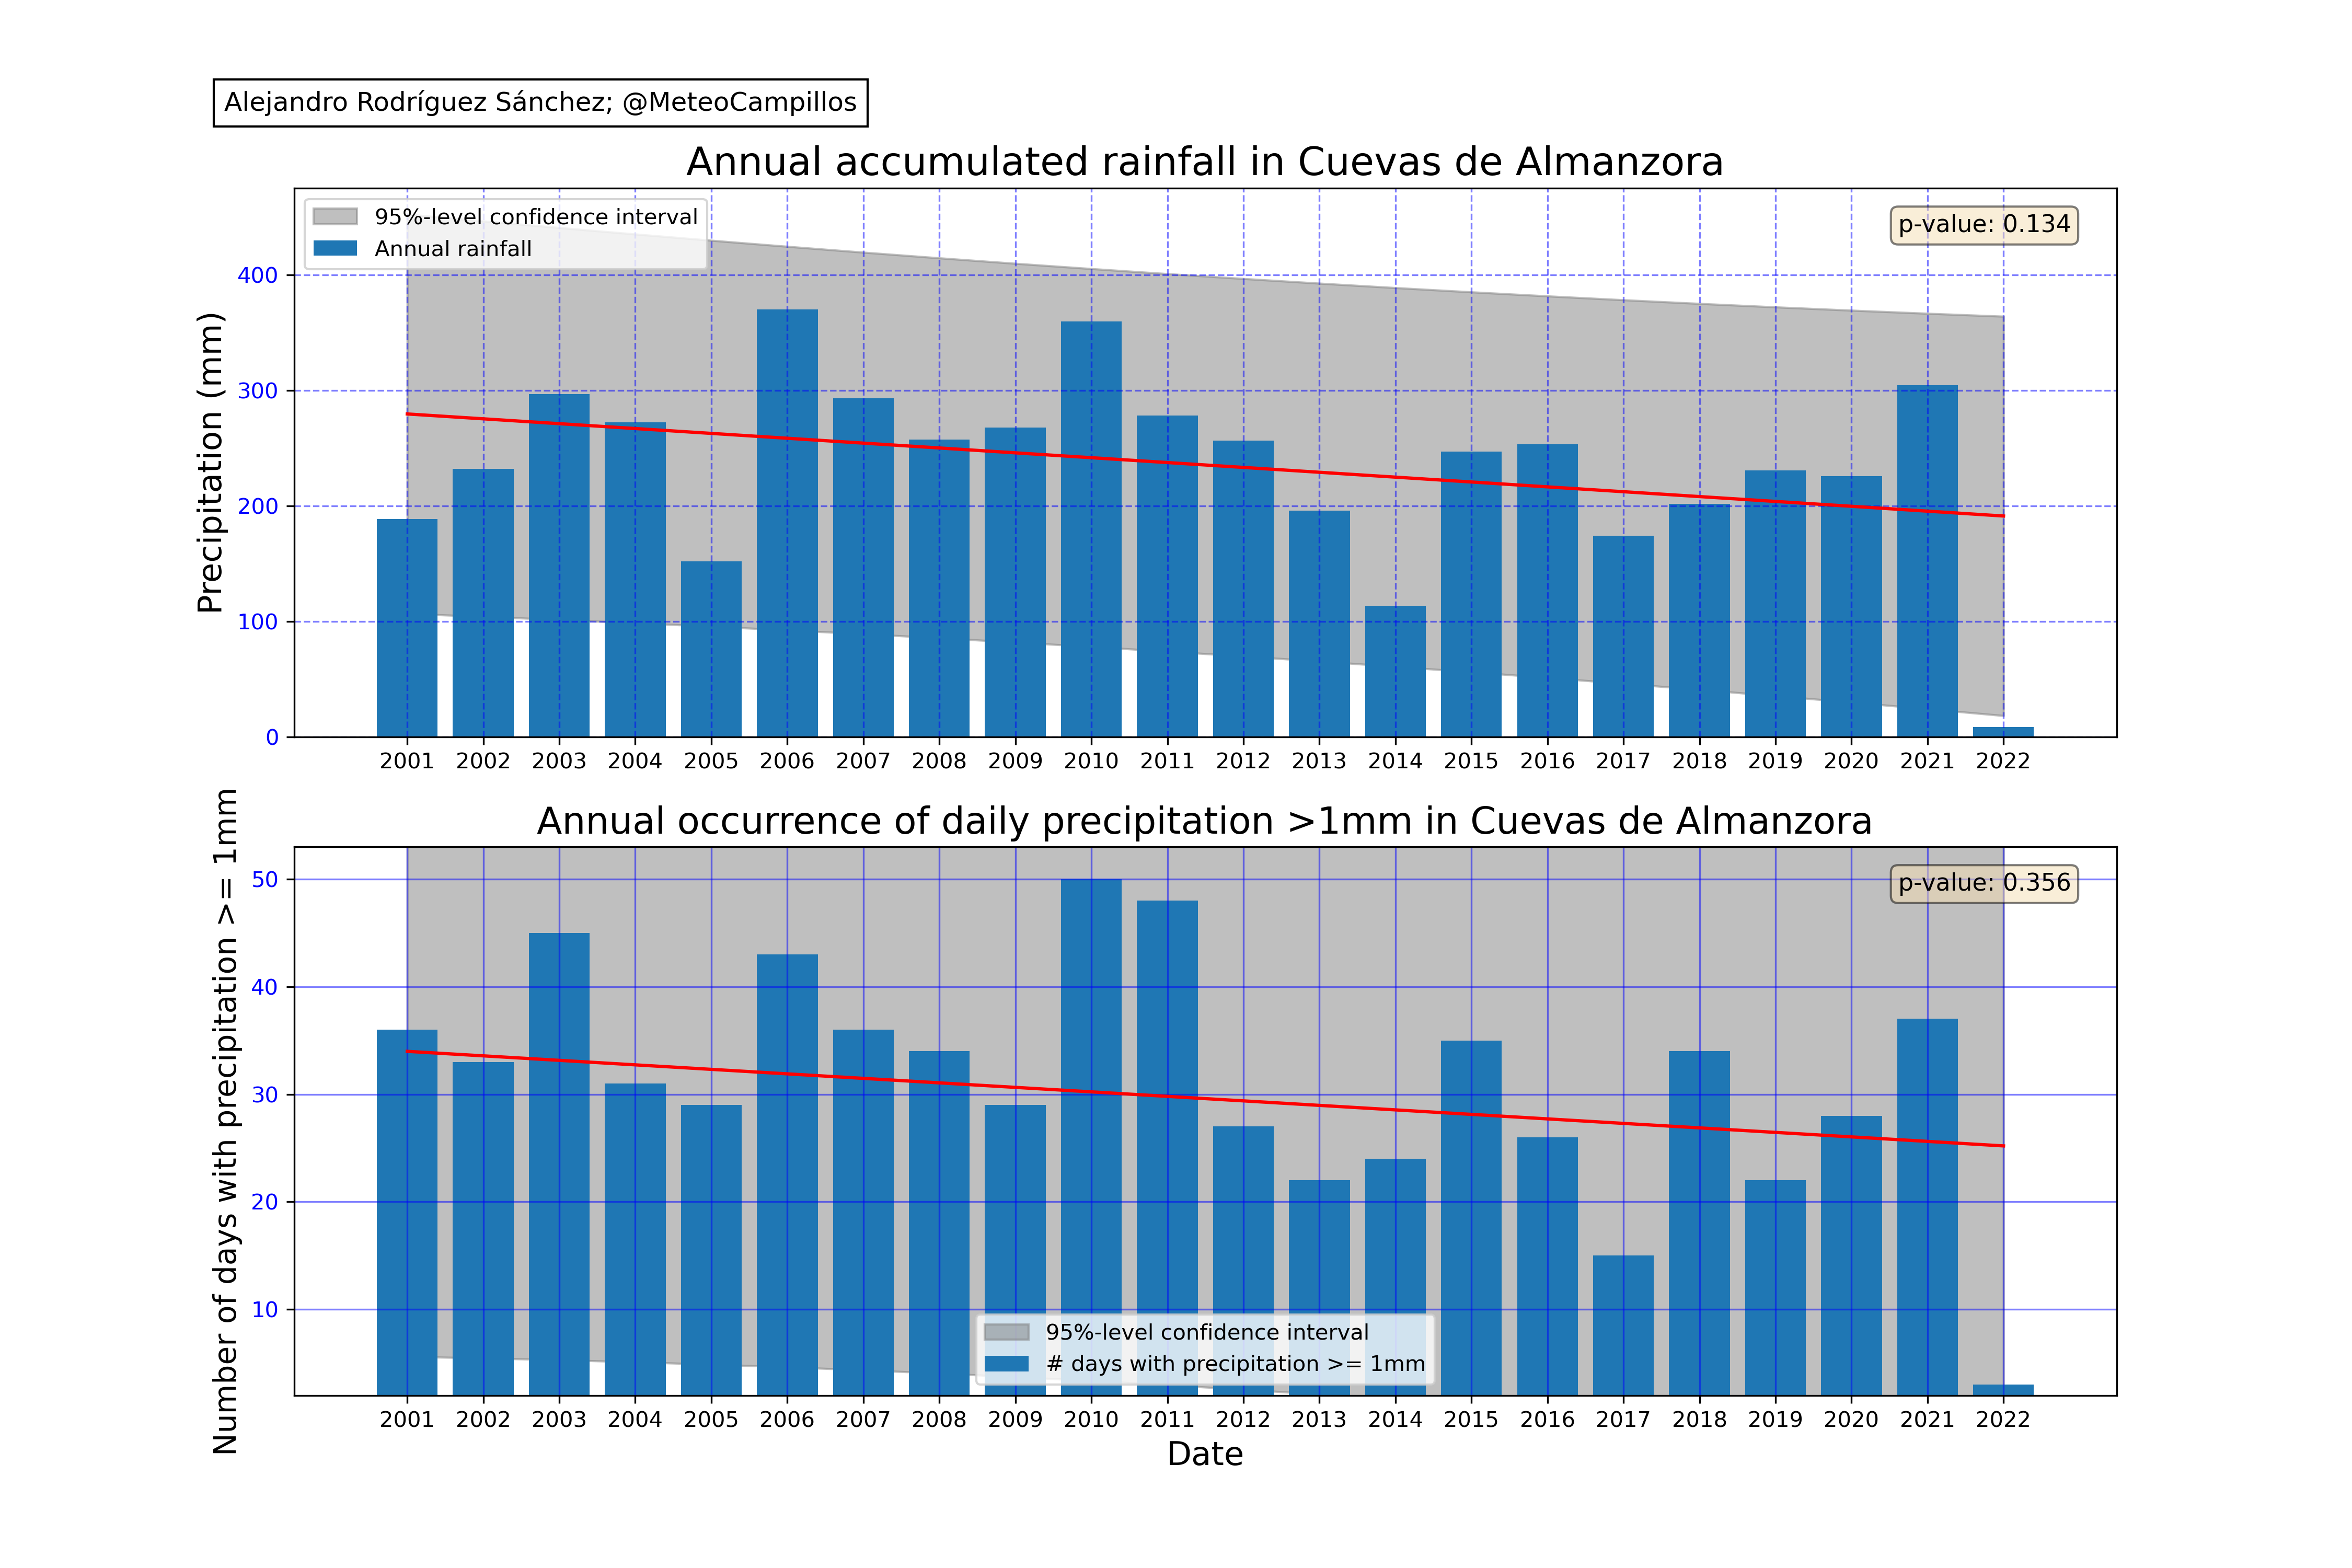 Alejandro Rodríguez Sánchez; @MeteoCampillos
Annual accumulated rainfall in Cuevas de Almanzora
95%-level confidence interval
Annual rainfall
p-value: 0.134
Precipitation (mm)
400
300
200
100
0
2001 2002 2003 2004 2005 2006 2007 2008 2009 2010 2011 2012 2013 2014 2015 2016 2017 2018 2019 2020 2021 2022
Annual occurrence of daily precipitation >1mm in Cuevas de Almanzora
p-value: 0.356
Number of days with precipitation >= 1mm
50
40
30
20
10
95%-level confidence interval
# days with precipitation >= 1mm
2001 2002 2003 2004 2005 2006 2007 2008 2009 2010 2011 2012 2013 2014 2015 2016 2017 2018 2019 2020 2021 2022
Date